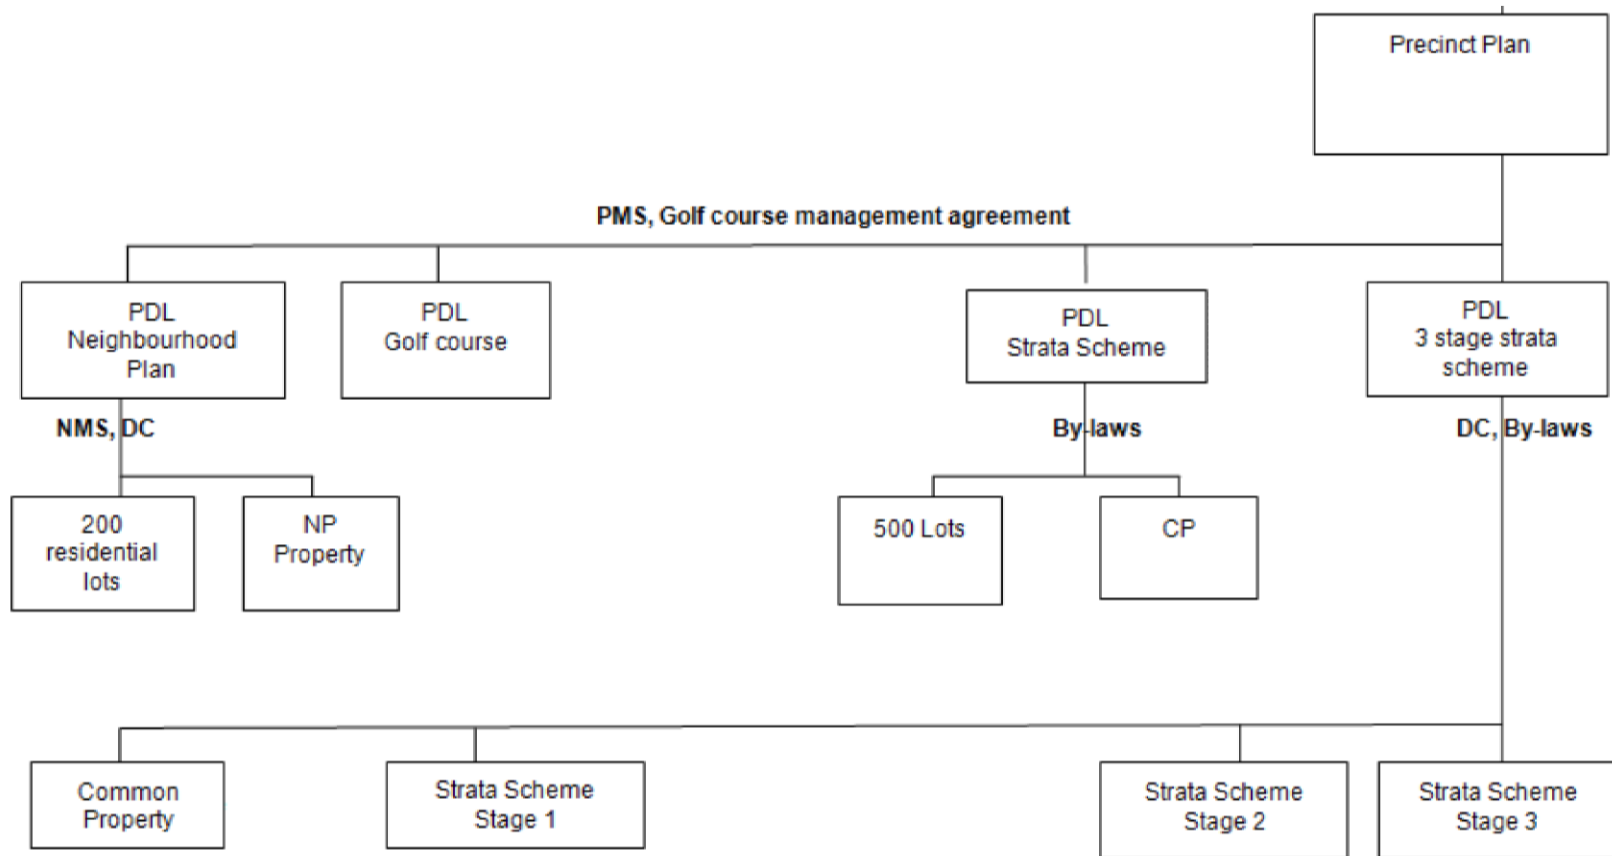 Precinct Plan
PMS, Golf course management agreement
PDL
Neighbourhood
Plan
PDL
Golf course
PDL
Strata Scheme
PDL
3 stage strata
scheme
NMS, DC
By-laws
DC, By-laws
200
residential
lots
NP
Property
500 Lots
CP
Common
Property
Strata Scheme
Stage 1
Strata Scheme
Stage 2
Strata Scheme
Stage 3